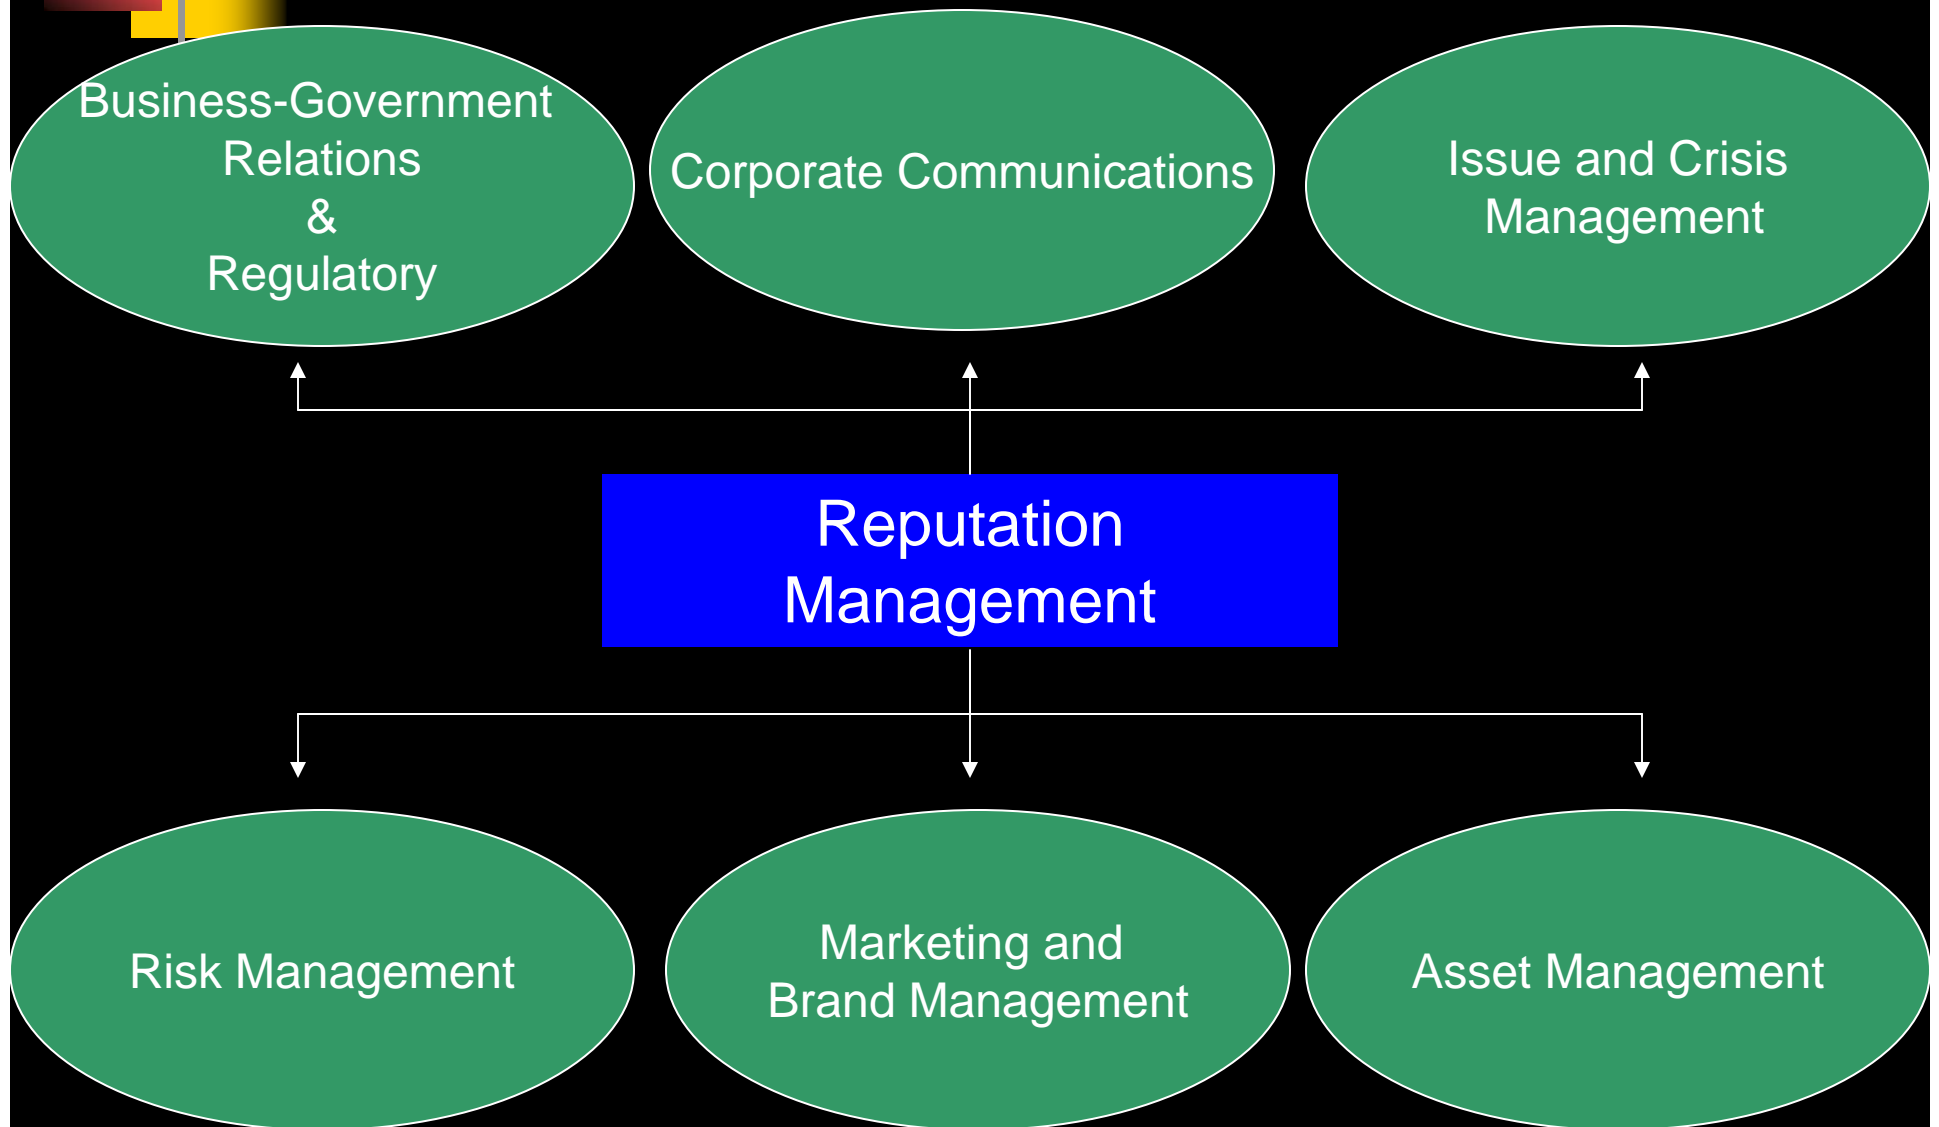 Business-Government
Relations
&
Regulatory
Corporate Communications
Issue and Crisis
Management
Reputation
Management
Risk Management
Marketing and
Brand Management
Asset Management